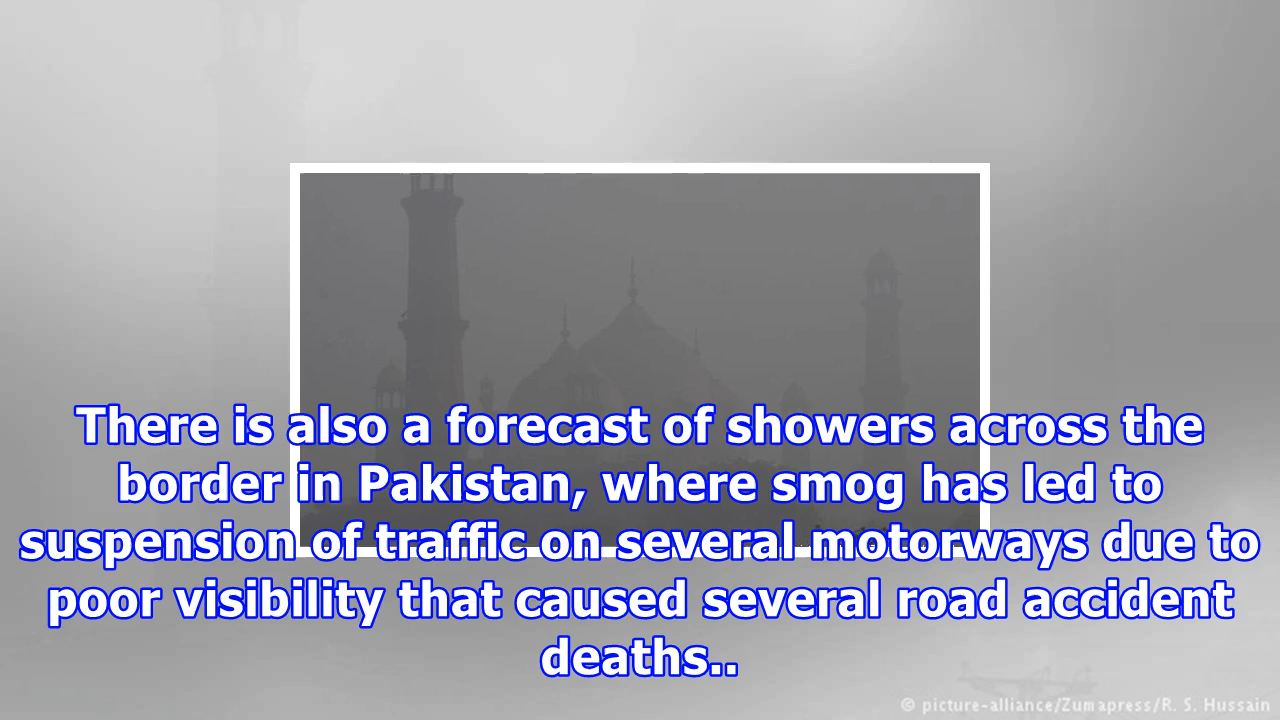 There is also a forecast of showers across the
border in Pakistan, where smog has led to
suspension of traffic on several motorways due to
poor visibility that caused several road accident
deaths..
© picture-alliance/Zumapress/R. S. Hussain